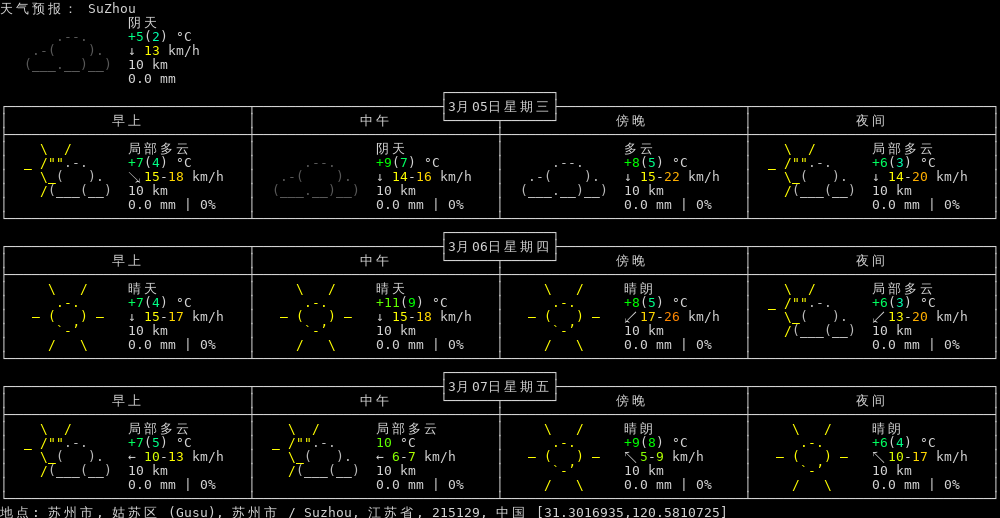 天气预报： SuZhou
阴天
+5(2) °C
↓ 13 km/h
10 km
0.0 mm
3月05日星期三
早上 中午 傍晚 夜间
局部多云 阴天 多云 局部多云
+7(4) °C +9(7) °C +8(5) °C +6(3) °C
↘ 15-18 km/h ↓ 14-16 km/h ↓ 15-22 km/h ↓ 14-20 km/h
10 km 10 km 10 km 10 km
0.0 mm | 0% 0.0 mm | 0% 0.0 mm | 0% 0.0 mm | 0%
3月06日星期四
早上 中午 傍晚 夜间
晴天 晴天 晴朗 局部多云
+7(4) °C +11(9) °C +8(5) °C +6(3) °C
↓ 15-17 km/h ↓ 15-18 km/h ↙ 17-26 km/h ↙ 13-20 km/h
10 km 10 km 10 km 10 km
0.0 mm | 0% 0.0 mm | 0% 0.0 mm | 0% 0.0 mm | 0%
3月07日星期五
早上 中午 傍晚 夜间
局部多云 局部多云 晴朗 晴朗
+7(5) °C 10 °C +9(8) °C +6(4) °C
← 10-13 km/h ← 6-7 km/h ↖ 5-9 km/h ↖ 10-17 km/h
10 km 10 km 10 km 10 km
0.0 mm | 0% 0.0 mm | 0% 0.0 mm | 0% 0.0 mm | 0%
地点: 苏州市, 姑苏区 (Gusu), 苏州市 / Suzhou, 江苏省, 215129, 中国 [31.3016935,120.5810725]